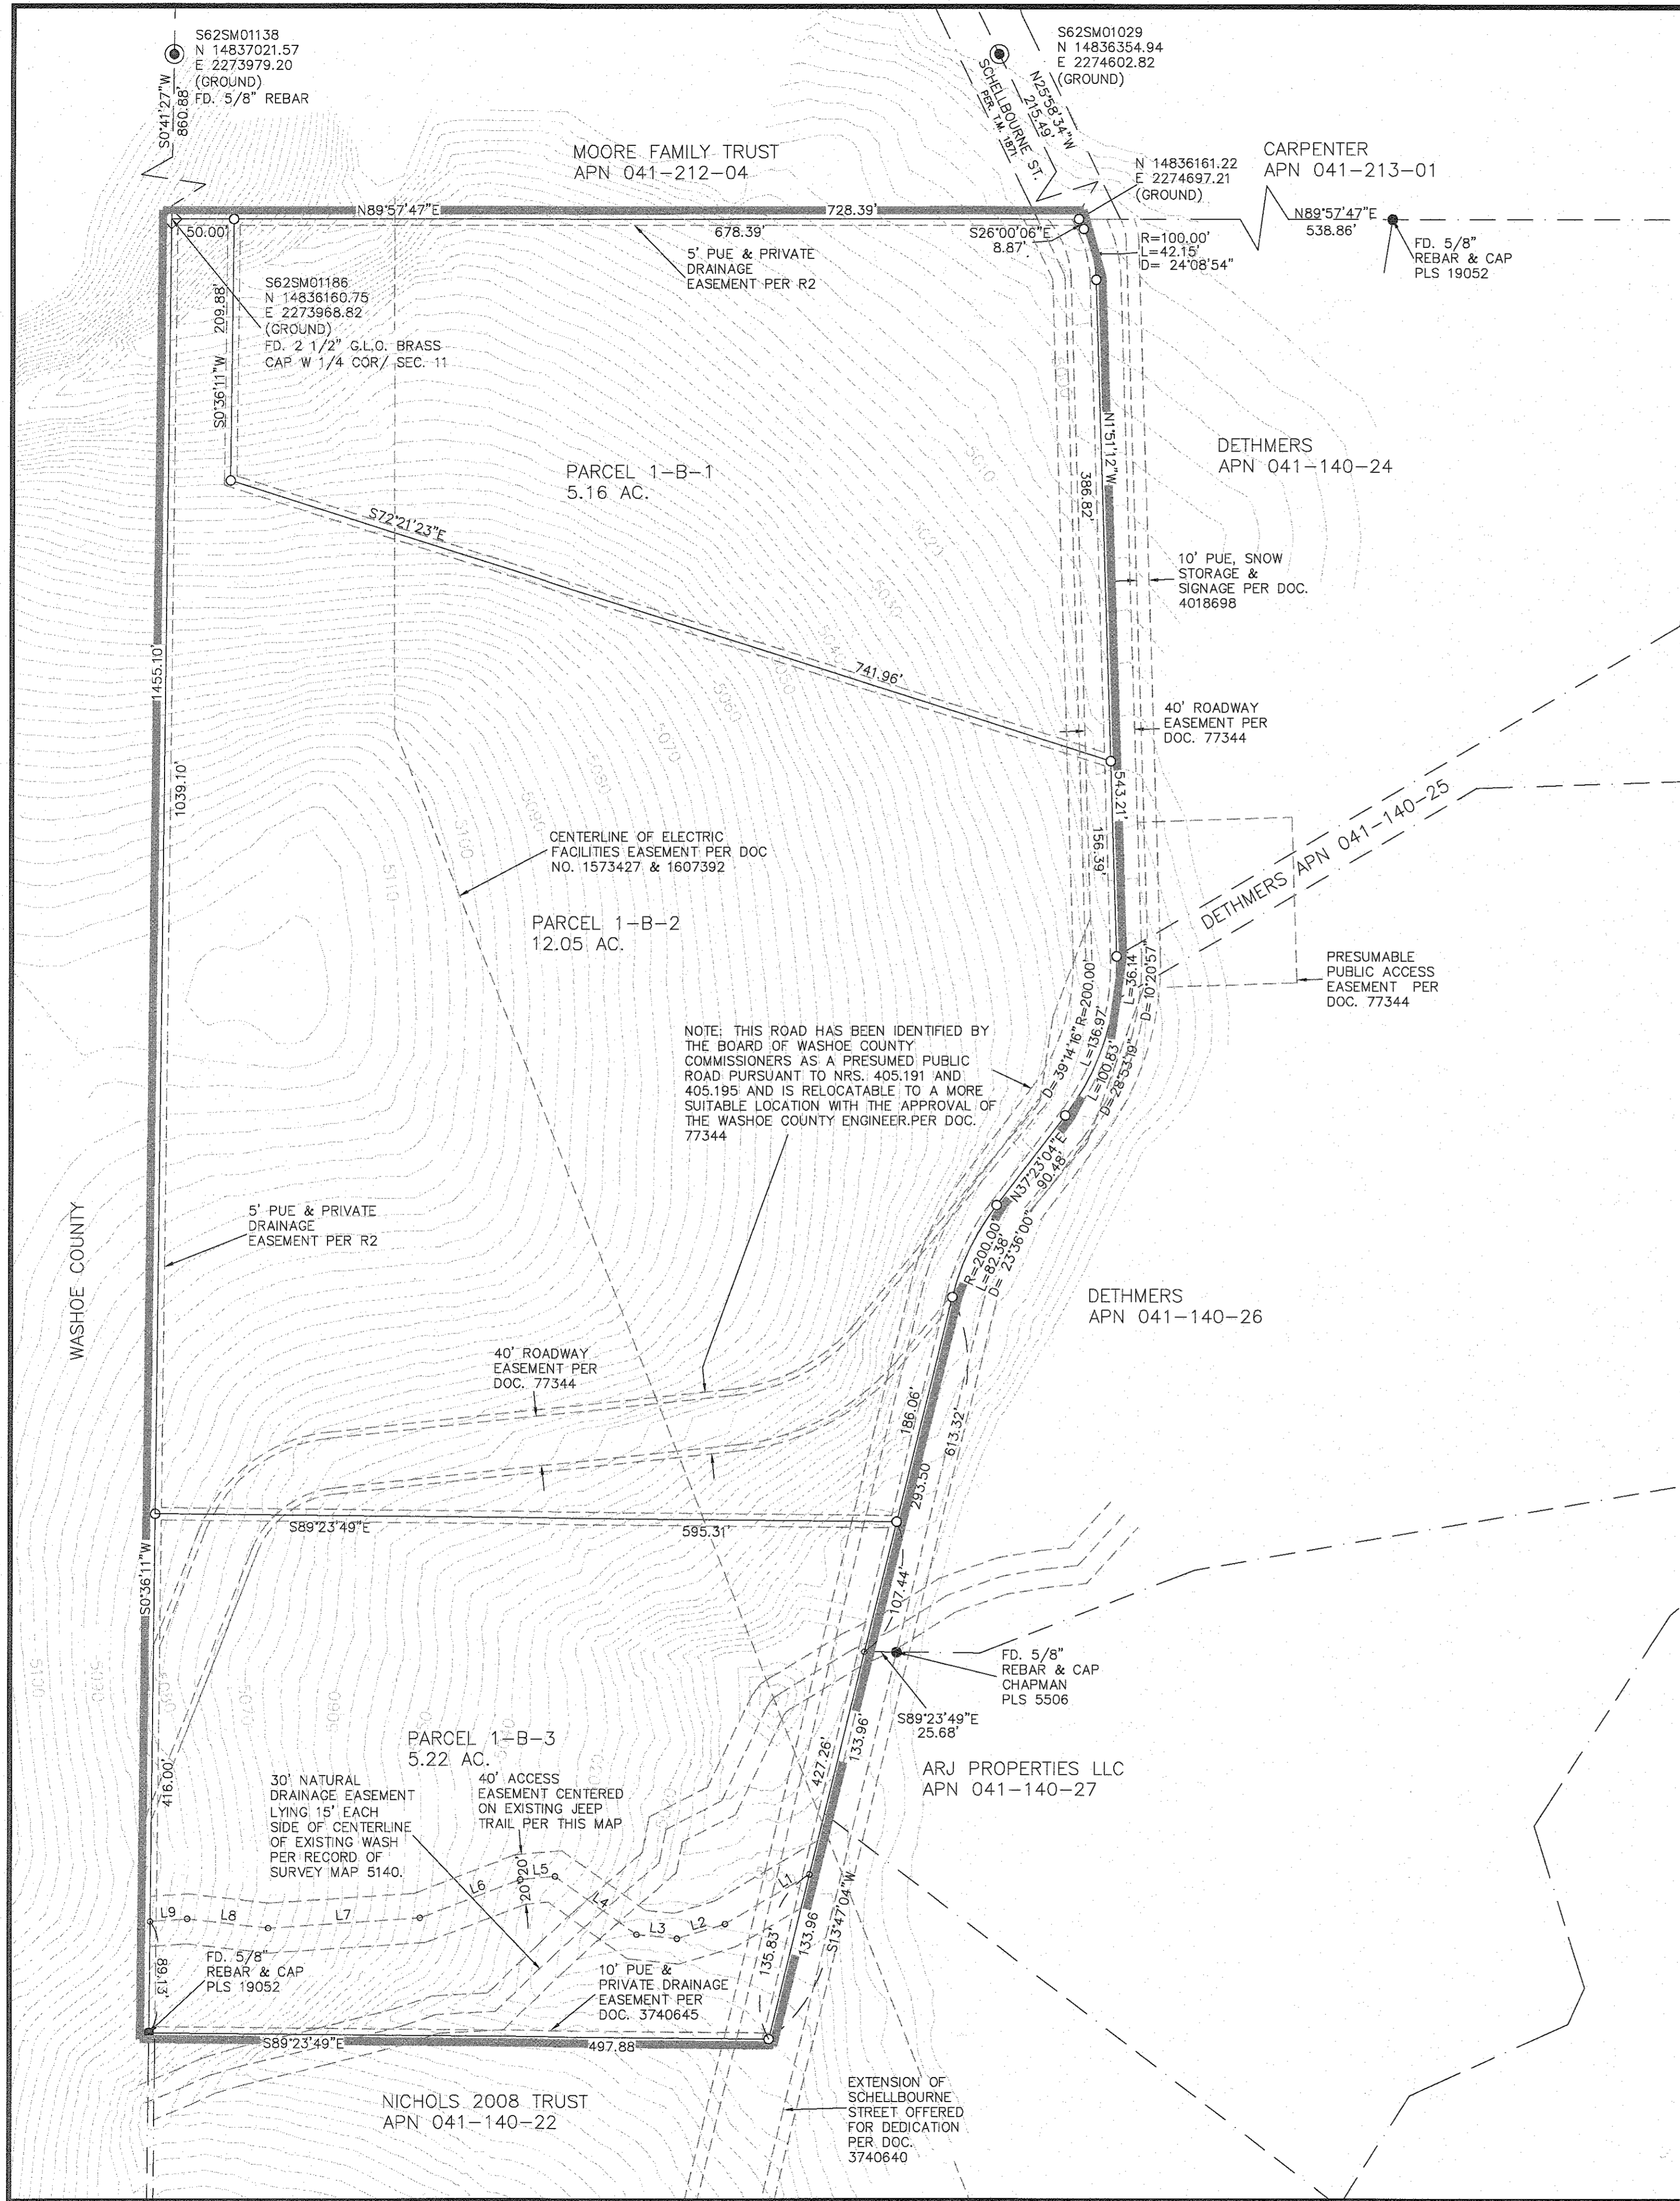 S62SM01138
N 14837021.57
E 2273979.20
(GROUND)
FD. 5/8" REBAR
S0°41'27"W
860.88'
S62SM01029
N 14836354.94
E 2274602.82
(GROUND)
N25°58'34"W
215.49'
SCHELLBOURNE ST.
PER. T.M. 1871
MOORE FAMILY TRUST
APN 041-212-04
N 14836161.22
E 2274697.21
(GROUND)
CARPENTER
APN 041-213-01
N89°57'47"E
728.39'
50.00'
678.39'
S26°00'06"E
8.87'
R=100.00'
L=42.15'
D= 24°08'54"
N89°57'47"E
538.86'
FD. 5/8"
REBAR & CAP
PLS 19052
5' PUE & PRIVATE
DRAINAGE
EASEMENT PER R2
S62SM01186
N 14836160.75
E 2273968.82
(GROUND)
FD. 2 1/2" G.L.O. BRASS
CAP W 1/4 COR/ SEC. 11
209.88'
S0°36'11"W
PARCEL 1-B-1
5.16 AC.
N1°51'12"W
386.82'
DETHMERS
APN 041-140-24
5010
S72°21'23"E
741.96'
10' PUE, SNOW
STORAGE &
SIGNAGE PER DOC.
4018698
40' ROADWAY
EASEMENT PER
DOC. 77344
1455.10'
1039.10'
5070
5100
543.21'
156.39'
CENTERLINE OF ELECTRIC
FACILITIES EASEMENT PER DOC
NO. 1573427 & 1607392
DETHMERS APN 041-140-25
PARCEL 1-B-2
12.05 AC.
PRESUMABLE
PUBLIC ACCESS
EASEMENT PER
DOC. 77344
L=36.14
D=10°20'57"
R=200.00'
L=136.97'
D= 39°14'16"
L=100.83'
D=28°53'19"
NOTE: THIS ROAD HAS BEEN IDENTIFIED BY
THE BOARD OF WASHOE COUNTY
COMMISSIONERS AS A PRESUMED PUBLIC
ROAD PURSUANT TO NRS. 405.191 AND
405.195 AND IS RELOCATABLE TO A MORE
SUITABLE LOCATION WITH THE APPROVAL OF
THE WASHOE COUNTY ENGINEER.PER DOC.
77344
N37°23'04"E
90.48'
R=200.00'
L=82.38'
D= 23°36'00"
WASHOE COUNTY
5' PUE & PRIVATE
DRAINAGE
EASEMENT PER R2
DETHMERS
APN 041-140-26
40' ROADWAY
EASEMENT PER
DOC. 77344
186.06'
613.32'
293.50
S89°23'49"E
595.31'
S0°36'11"W
107.44'
FD. 5/8"
REBAR & CAP
CHAPMAN
PLS 5506
S89°23'49"E
25.68'
5100
5070
PARCEL 1-B-3
5.22 AC.
427.26'
133.96'
ARJ PROPERTIES LLC
APN 041-140-27
416.00'
30' NATURAL
DRAINAGE EASEMENT
LYING 15' EACH
SIDE OF CENTERLINE
OF EXISTING WASH
PER RECORD OF
SURVEY MAP 5140.
40' ACCESS
EASEMENT CENTERED
ON EXISTING JEEP
TRAIL PER THIS MAP
20'
20'
L9
L8
L7
L6
L5
L4
L3
L2
L1
S13°47'04"W
133.96
135.83'
89.13'
FD. 5/8"
REBAR & CAP
PLS 19052
10' PUE &
PRIVATE DRAINAGE
EASEMENT PER
DOC. 3740645
S89°23'49"E
497.88
NICHOLS 2008 TRUST
APN 041-140-22
EXTENSION OF
SCHELLBOURNE
STREET OFFERED
FOR DEDICATION
PER DOC.
3740640